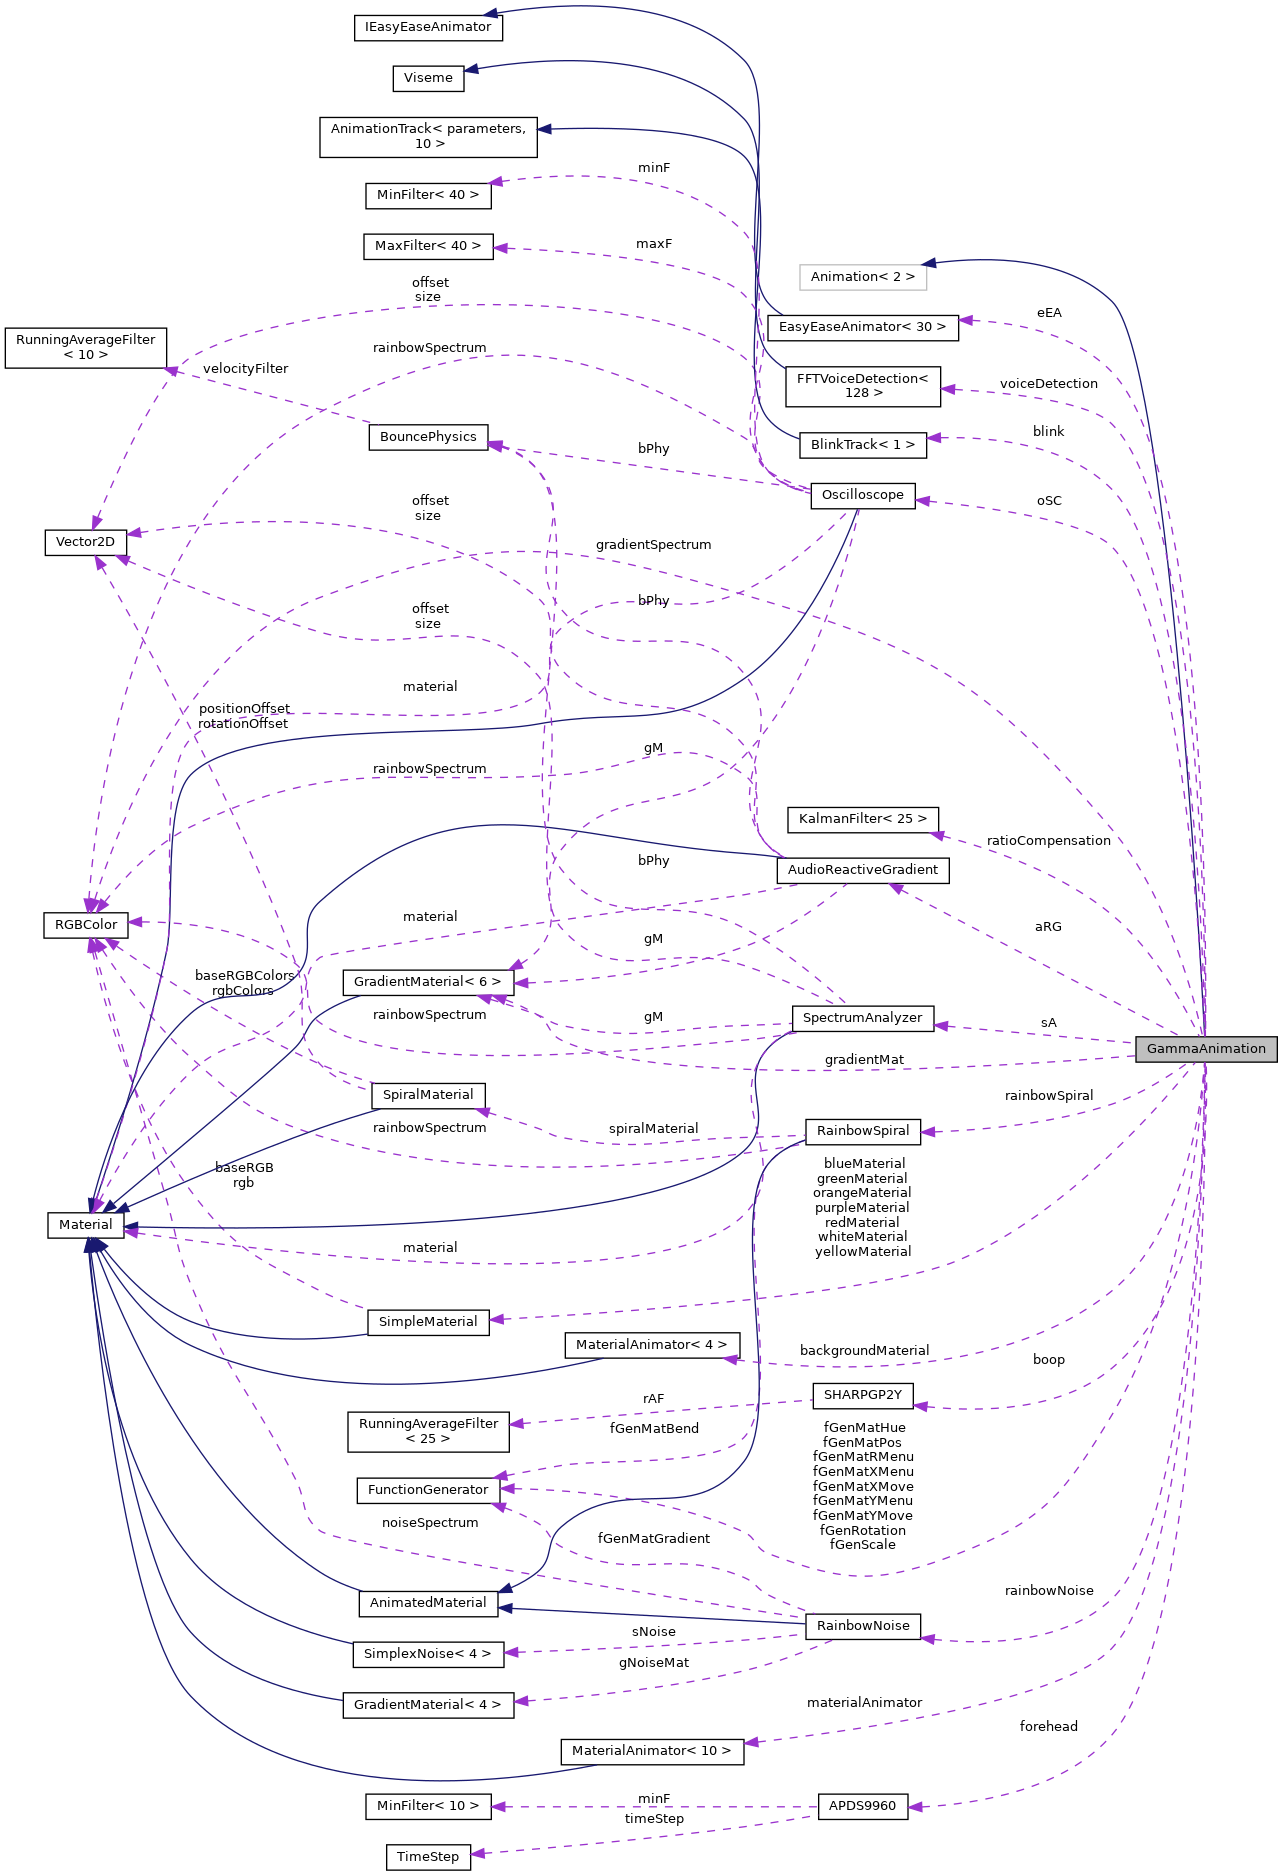 IEasyEaseAnimator
Viseme
AnimationTrack< parameters,
10 >
minF
MinFilter< 40 >
maxF
MaxFilter< 40 >
Animation< 2 >
offset
size
eEA
EasyEaseAnimator< 30 >
RunningAverageFilter
< 10 >
rainbowSpectrum
velocityFilter
FFTVoiceDetection<
128 >
voiceDetection
blink
BouncePhysics
BlinkTrack< 1 >
bPhy
Oscilloscope
oSC
offset
size
Vector2D
gradientSpectrum
bPhy
offset
size
material
positionOffset
rotationOffset
gM
rainbowSpectrum
KalmanFilter< 25 >
ratioCompensation
bPhy
AudioReactiveGradient
material
RGBColor
aRG
gM
baseRGBColors
rgbColors
GradientMaterial< 6 >
rainbowSpectrum
gM
SpectrumAnalyzer
sA
GammaAnimation
gradientMat
SpiralMaterial
rainbowSpiral
rainbowSpectrum
spiralMaterial
RainbowSpiral
baseRGB
rgb
blueMaterial
greenMaterial
orangeMaterial
purpleMaterial
redMaterial
whiteMaterial
yellowMaterial
Material
material
SimpleMaterial
MaterialAnimator< 4 >
backgroundMaterial
boop
rAF
SHARPGP2Y
RunningAverageFilter
< 25 >
fGenMatBend
fGenMatHue
fGenMatPos
fGenMatRMenu
fGenMatXMenu
fGenMatXMove
fGenMatYMenu
fGenMatYMove
fGenRotation
fGenScale
FunctionGenerator
noiseSpectrum
fGenMatGradient
rainbowNoise
AnimatedMaterial
RainbowNoise
sNoise
SimplexNoise< 4 >
gNoiseMat
GradientMaterial< 4 >
materialAnimator
forehead
MaterialAnimator< 10 >
minF
MinFilter< 10 >
APDS9960
timeStep
TimeStep